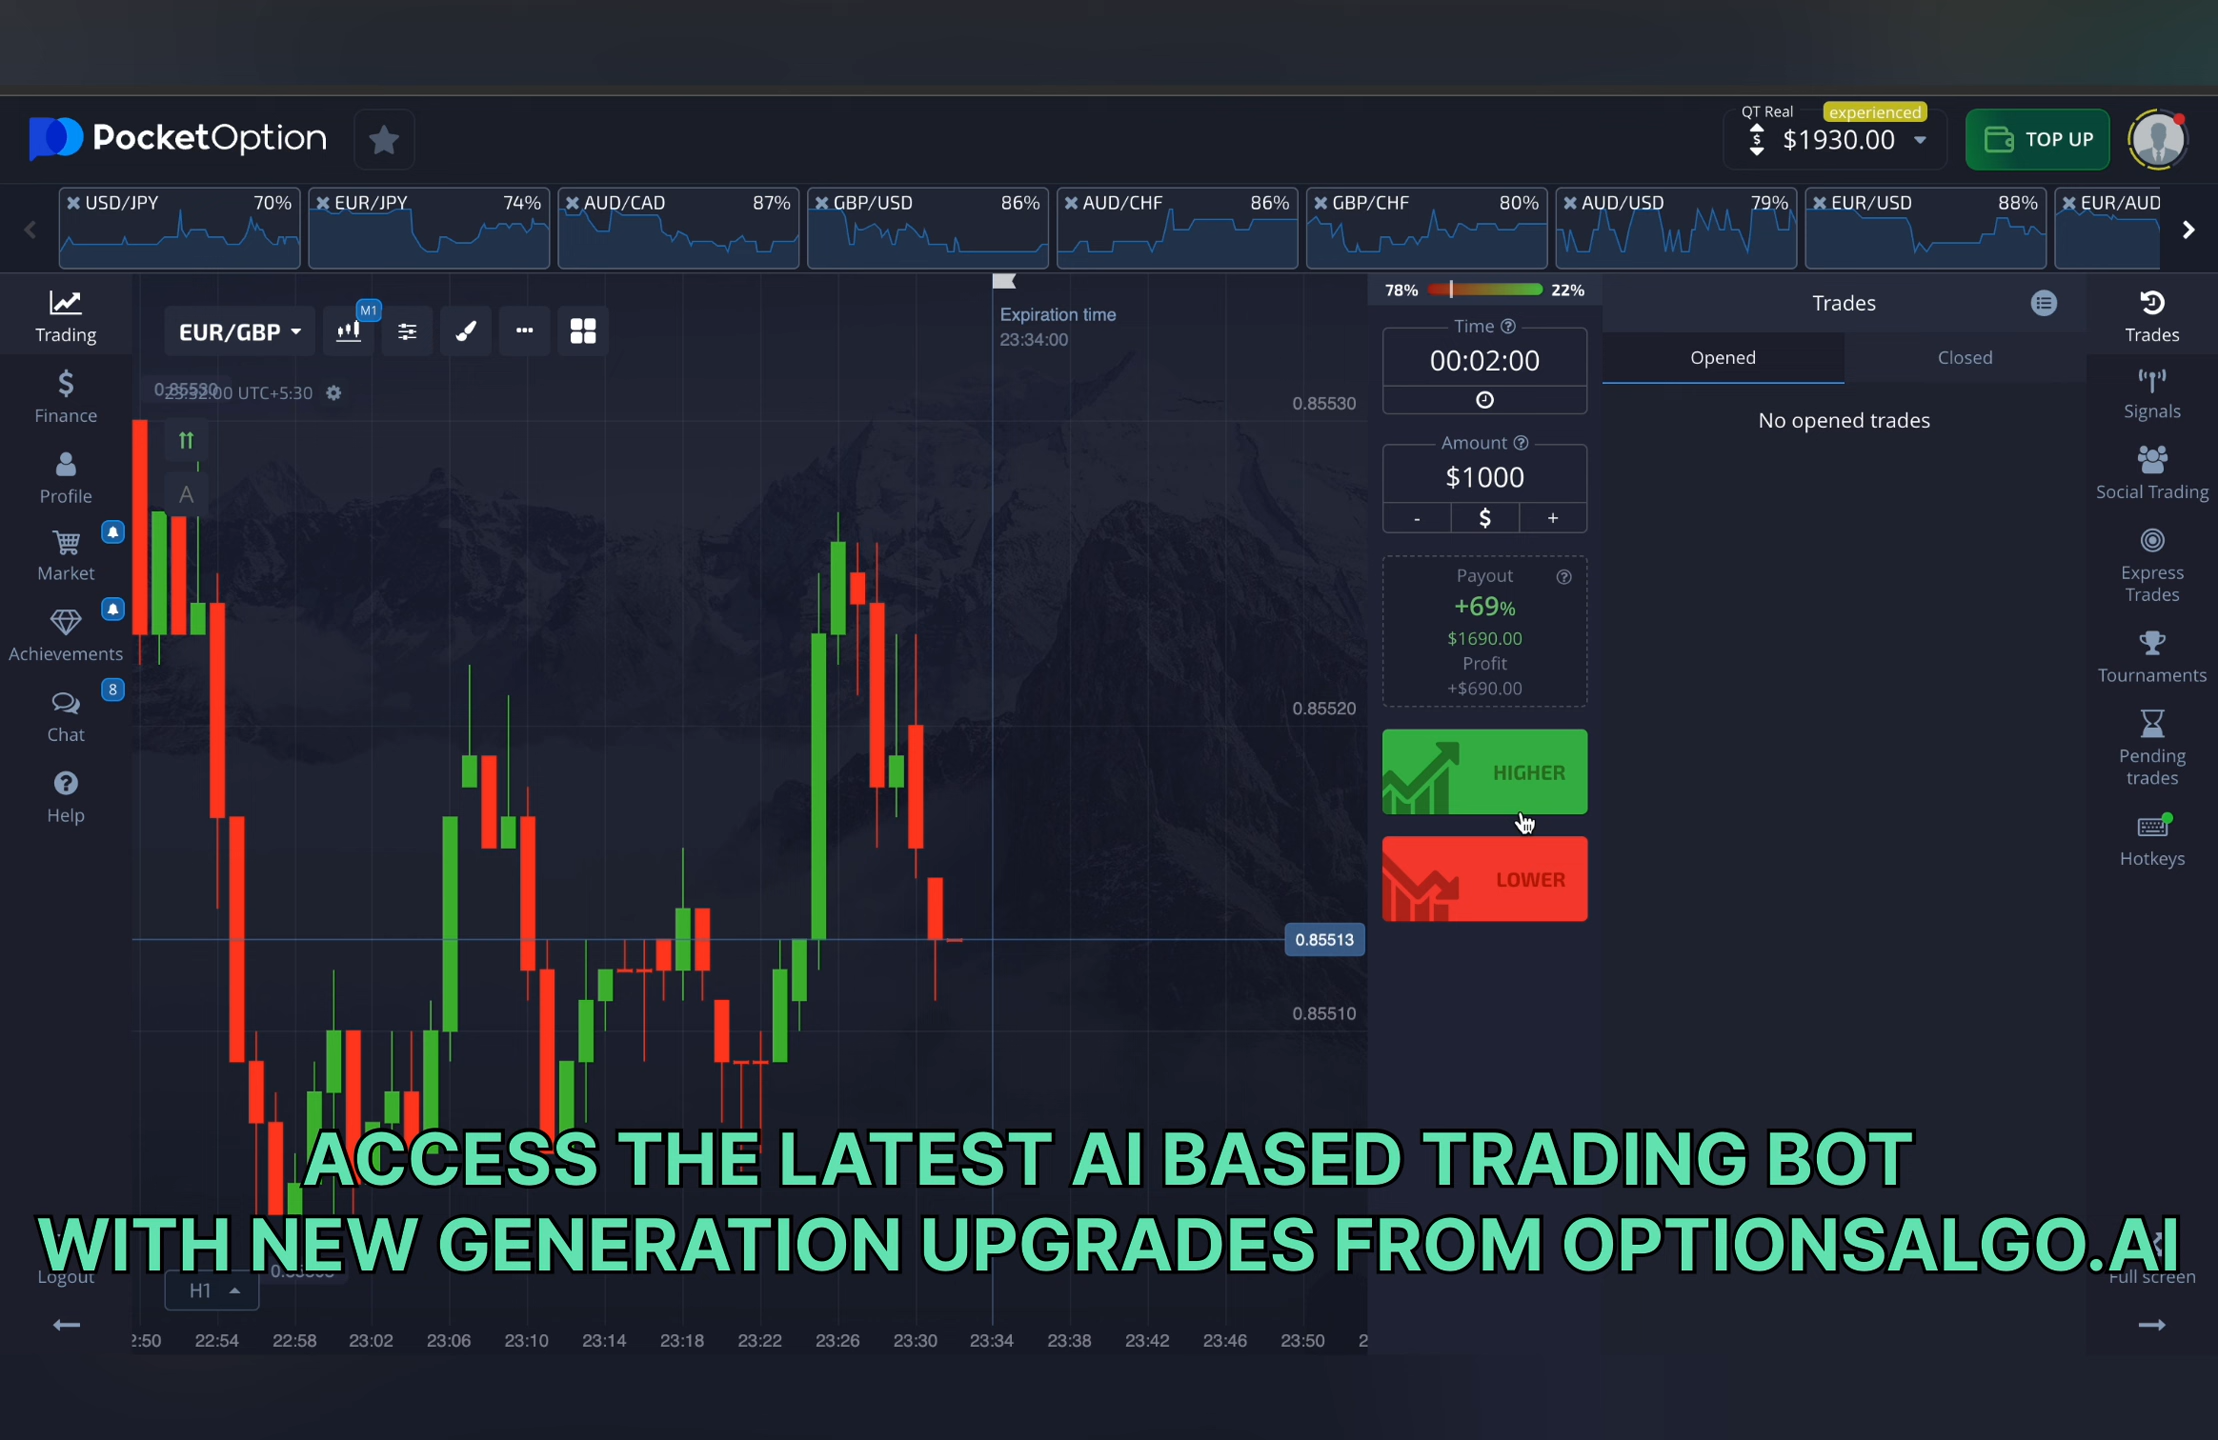 PocketOption
QT Real
experienced
$1930.00
TOP UP
USD/JPY 70%
EUR/JPY 74%
AUD/CAD 87%
GBP/USD 86%
AUD/CHF 86%
GBP/CHF 80%
AUD/USD 79%
EUR/USD 88%
EUR/AUD
Trading
Finance
Profile
Market
Achievements
8
Chat
Help
Logout
EUR/GBP
M1
UTC+5:30
A
Expiration time
23:34:00
0.85530
0.85520
0.85513
0.85510
78% 22%
Time
00:02:00
Amount
$1000
- $ +
Payout
+69%
$1690.00
Profit
+$690.00
HIGHER
LOWER
Trades
Opened Closed
No opened trades
Trades
Signals
Social Trading
Express
Trades
Tournaments
Pending
trades
Hotkeys
Full screen
ACCESS THE LATEST AI BASED TRADING BOT
WITH NEW GENERATION UPGRADES FROM OPTIONSALGO.AI
H1
22:54 22:58 23:02 23:06 23:10 23:14 23:18 23:22 23:26 23:30 23:34 23:38 23:42 23:46 23:50